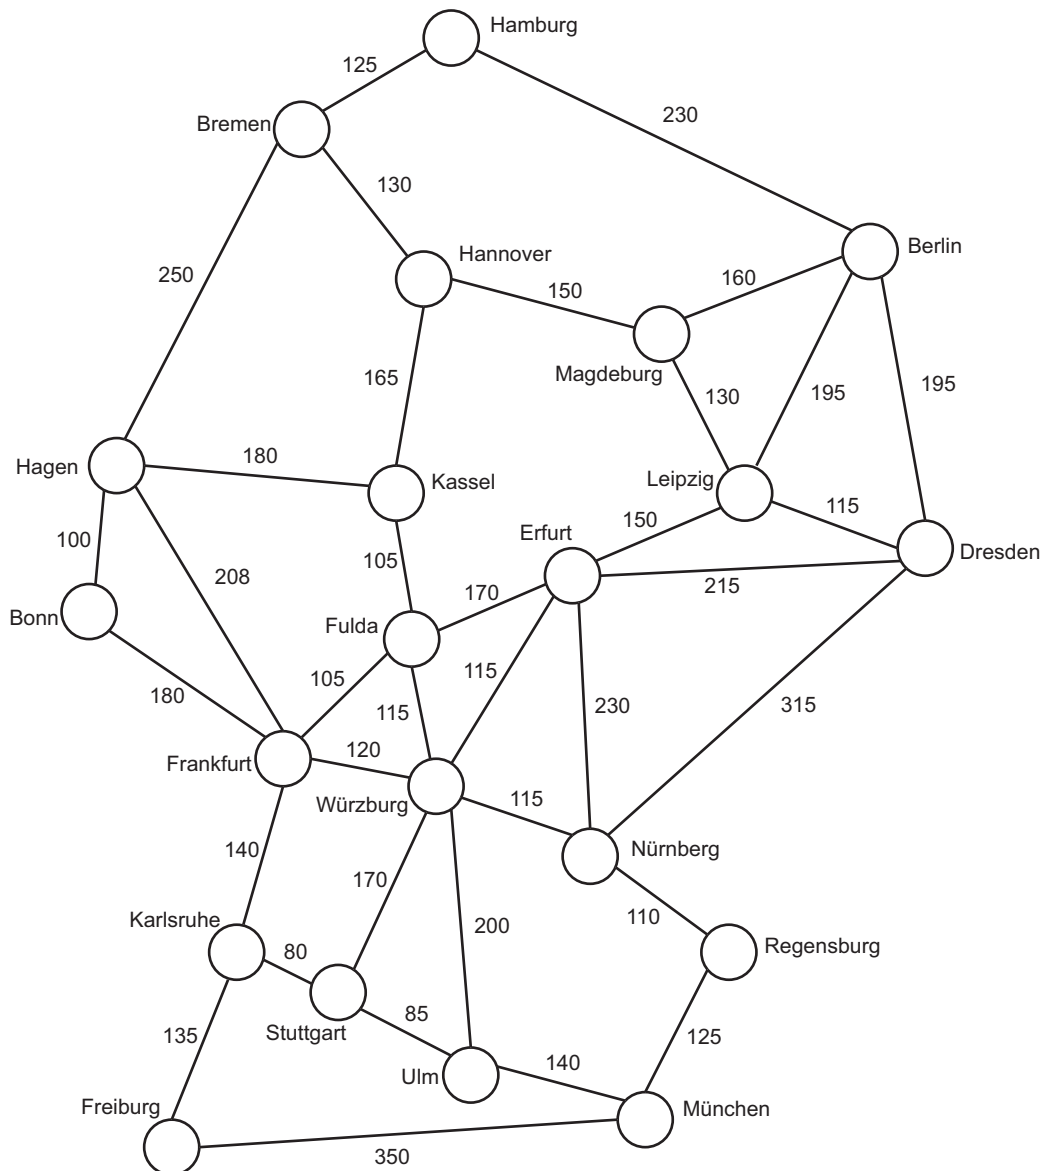 Hamburg
125
Bremen
230
130
Hannover
Berlin
250
160
150
Magdeburg
165
130
195
195
Hagen
180
Kassel
Leipzig
115
150
Erfurt
Dresden
100
208
105
215
170
Bonn
Fulda
105
115
180
115
230
315
Frankfurt
120
Würzburg
115
140
Nürnberg
170
110
Karlsruhe
200
Regensburg
80
Stuttgart
85
135
125
Ulm
140
Freiburg
München
350